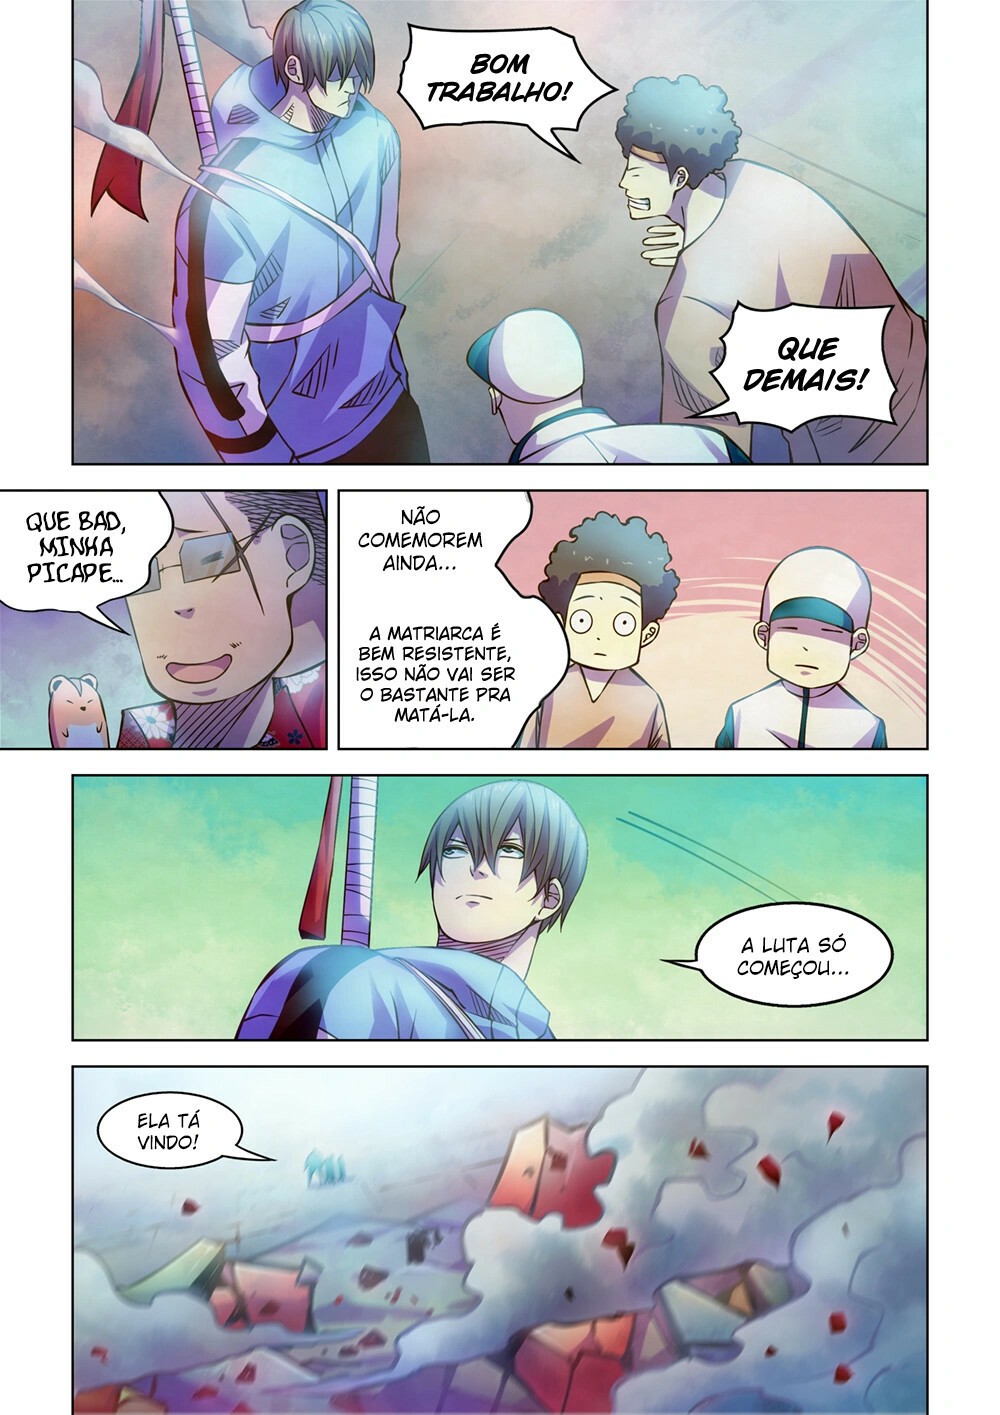 BOM
TRABALHO!
QUE
DEMAIS!
QUE BAD,
MINHA
PICAPE...
NÃO
COMEMOREM
AINDA...
A MATRIARCA É
BEM RESISTENTE,
ISSO NÃO VAI SER
O BASTANTE PRA
MATÁ-LA.
A LUTA SÓ
COMEÇOU...
ELA TÁ
VINDO!